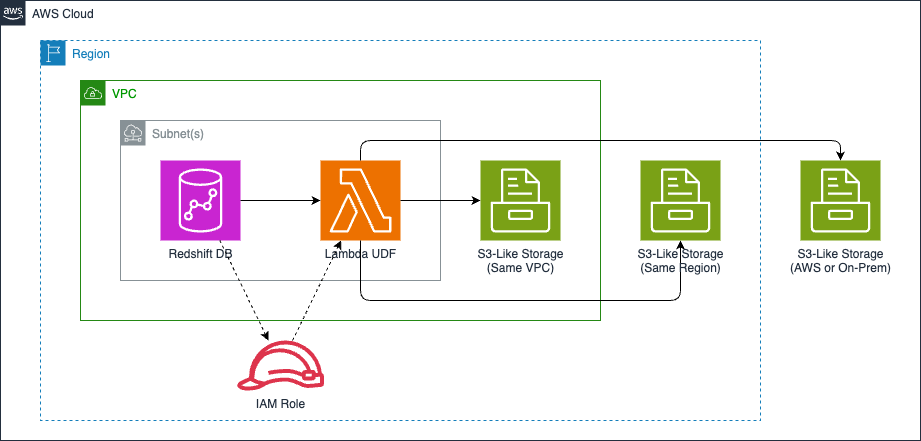 aws
AWS Cloud
Region
VPC
Subnet(s)
Redshift DB
Lambda UDF
S3-Like Storage
(Same VPC)
S3-Like Storage
(Same Region)
S3-Like Storage
(AWS or On-Prem)
IAM Role